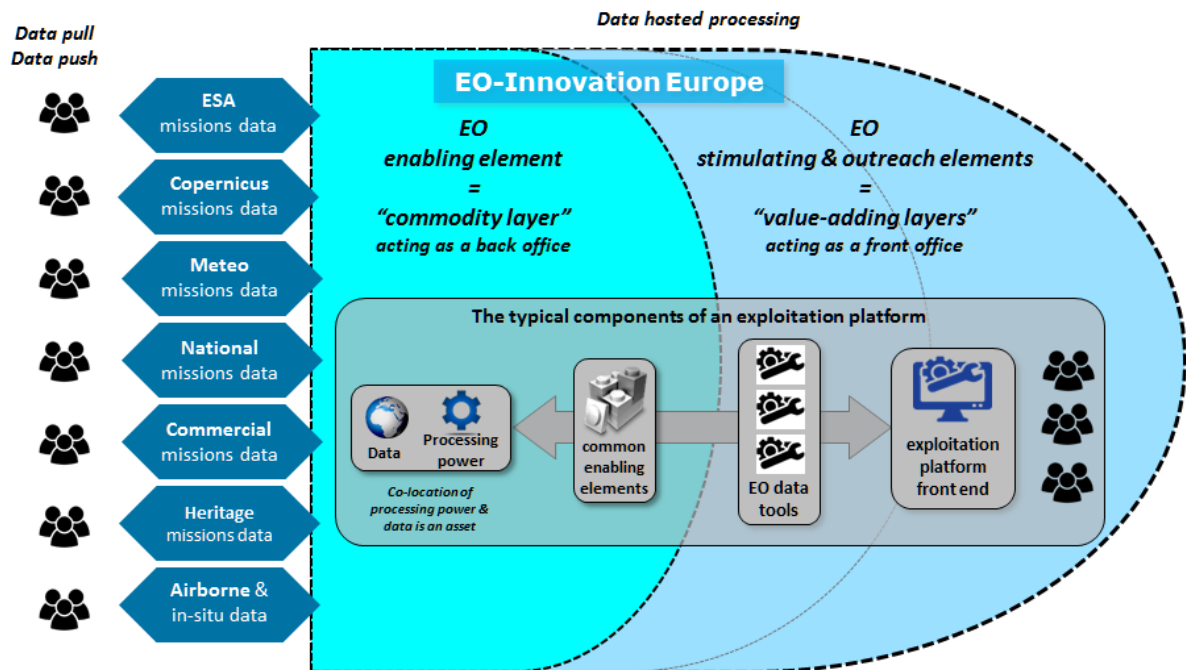 Data pull
Data push
Data hosted processing
EO-Innovation Europe
ESA
missions data
Copernicus
missions data
Meteo
missions data
National
missions data
Commercial
missions data
Heritage
missions data
Airborne &
in-situ data
EO
enabling element
=
“commodity layer”
acting as a back office
EO
stimulating & outreach elements
=
“value-adding layers”
acting as a front office
The typical components of an exploitation platform
Data
Processing
power
Co-location of
processing power &
data is an asset
common
enabling
elements
EO data
tools
exploitation
platform
front end